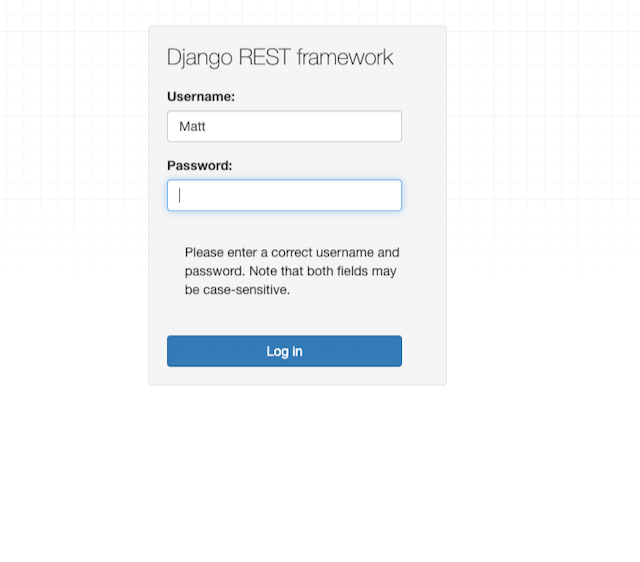 Django REST framework
Username:
Matt
Password:
Please enter a correct username and
password. Note that both fields may
be case-sensitive.
Log in